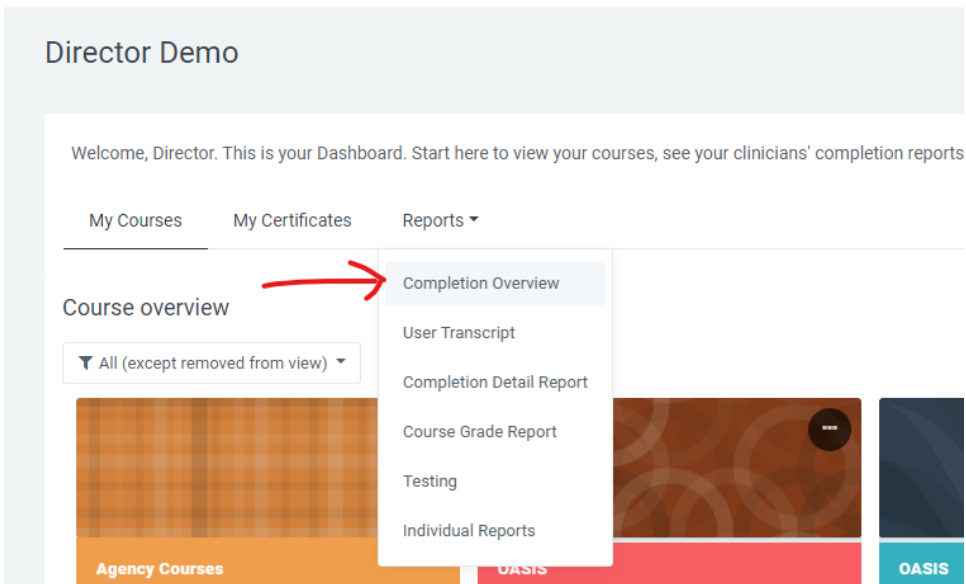 Director Demo
Welcome, Director. This is your Dashboard. Start here to view your courses, see your clinicians' completion reports
My Courses My Certificates Reports
Completion Overview
Course overview
User Transcript
All (except removed from view)
Completion Detail Report
Course Grade Report
Testing
Individual Reports
Agency Courses OASIS OASIS